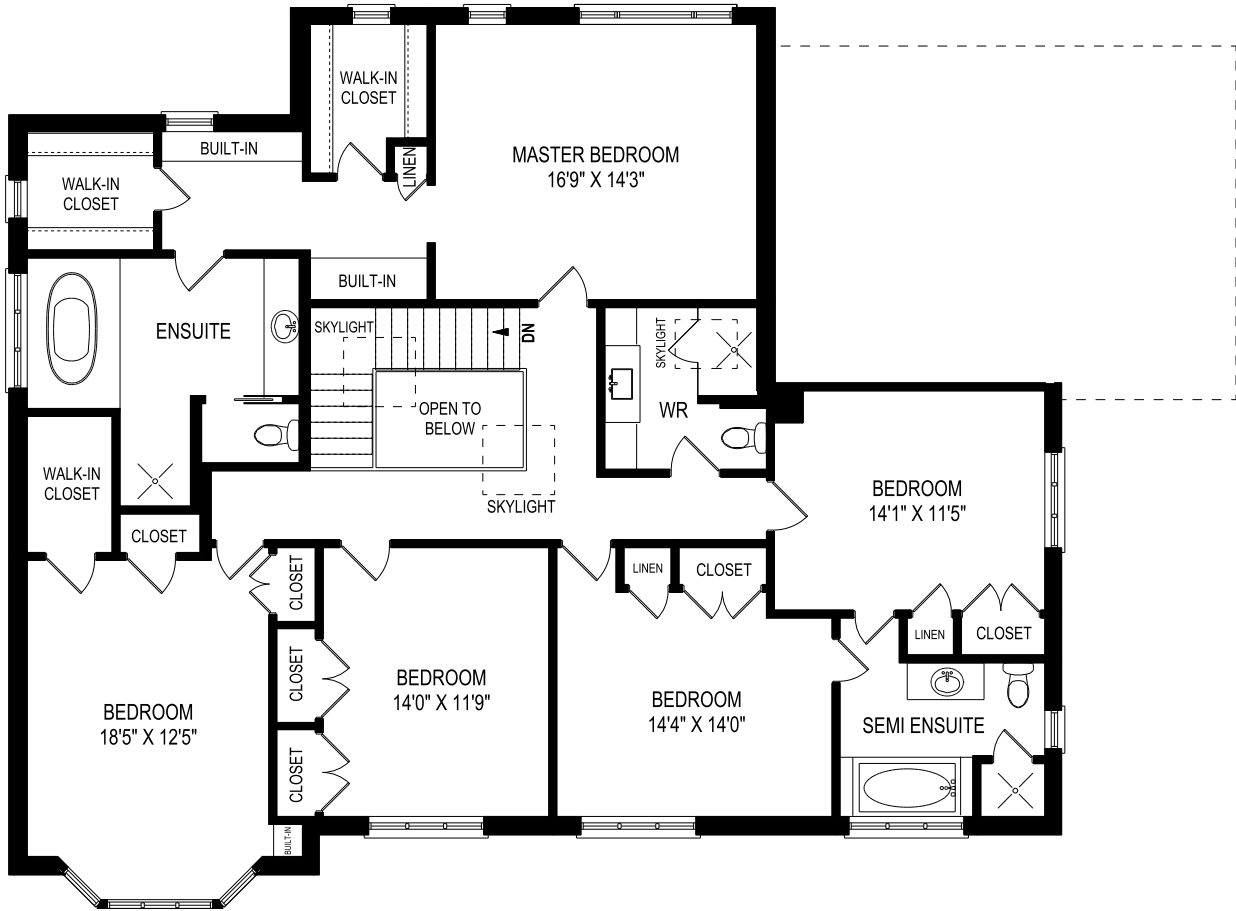 WALK-IN
CLOSET
BUILT-IN
LINEN
MASTER BEDROOM
16'9" X 14'3"
WALK-IN
CLOSET
BUILT-IN
ENSUITE
SKYLIGHT
DN
SKYLIGHT
OPEN TO
BELOW
WR
WALK-IN
CLOSET
SKYLIGHT
BEDROOM
14'1" X 11'5"
CLOSET
CLOSET
LINEN
CLOSET
LINEN
CLOSET
CLOSET
BEDROOM
14'0" X 11'9"
BEDROOM
14'4" X 14'0"
BEDROOM
18'5" X 12'5"
SEMI ENSUITE
CLOSET
BUILT-IN